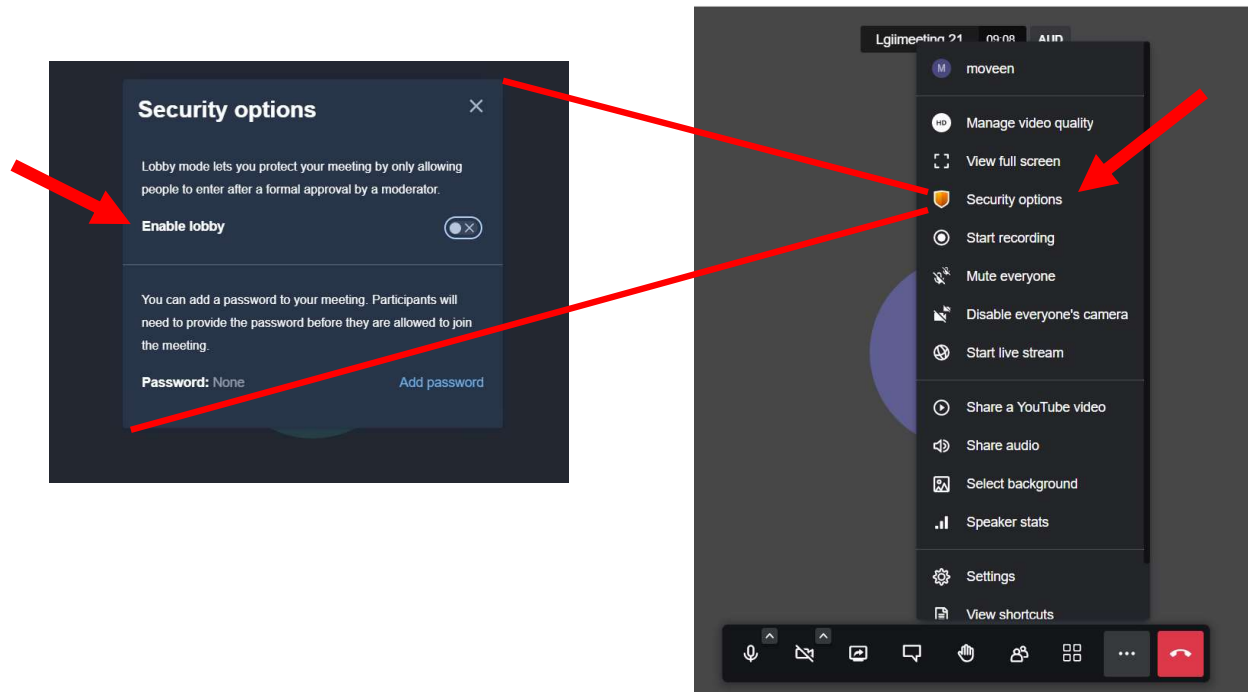 Security options
Lobby mode lets you protect your meeting by only allowing
people to enter after a formal approval by a moderator.
Enable lobby
You can add a password to your meeting. Participants will
need to provide the password before they are allowed to join
the meeting.
Password: None
Add password
Lgiimeeting 21 09:08 AUD
M moveen
HD Manage video quality
View full screen
Security options
Start recording
Mute everyone
Disable everyone's camera
Start live stream
Share a YouTube video
Share audio
Select background
Speaker stats
Settings
View shortcuts